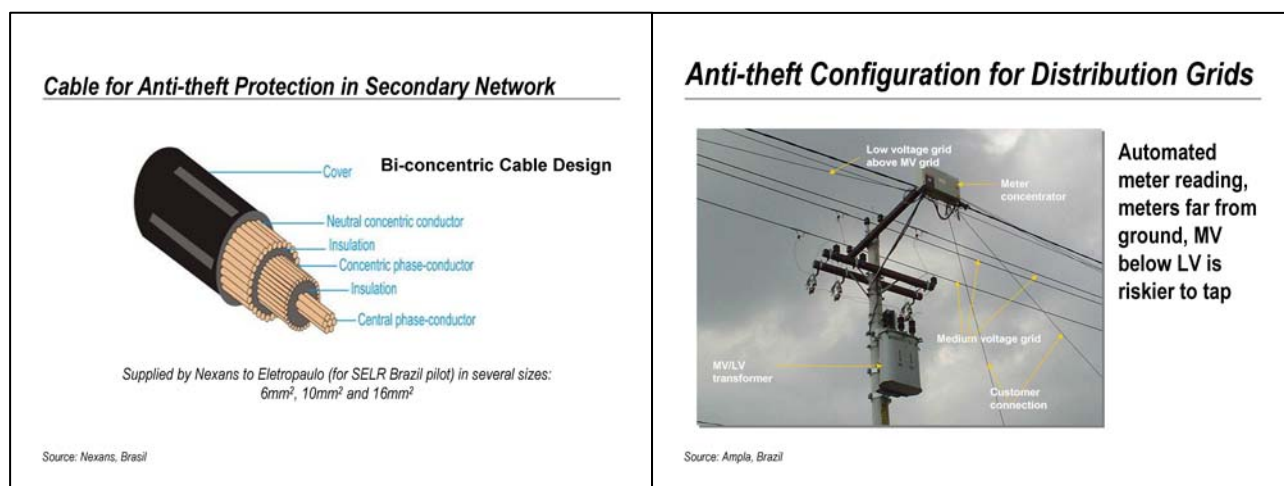 Cable for Anti-theft Protection in Secondary Network
Bi-concentric Cable Design
Cover
Neutral concentric conductor
Insulation
Concentric phase-conductor
Insulation
Central phase-conductor
Supplied by Nexans to Eletropaulo (for SELR Brazil pilot) in several sizes:
6mm², 10mm² and 16mm²
Source: Nexans, Brasil
Anti-theft Configuration for Distribution Grids
Low voltage grid
above MV grid
Meter
concentrator
Medium voltage grid
MV/LV
transformer
Customer
connection
Automated
meter reading,
meters far from
ground, MV
below LV is
riskier to tap
Source: Ampla, Brazil